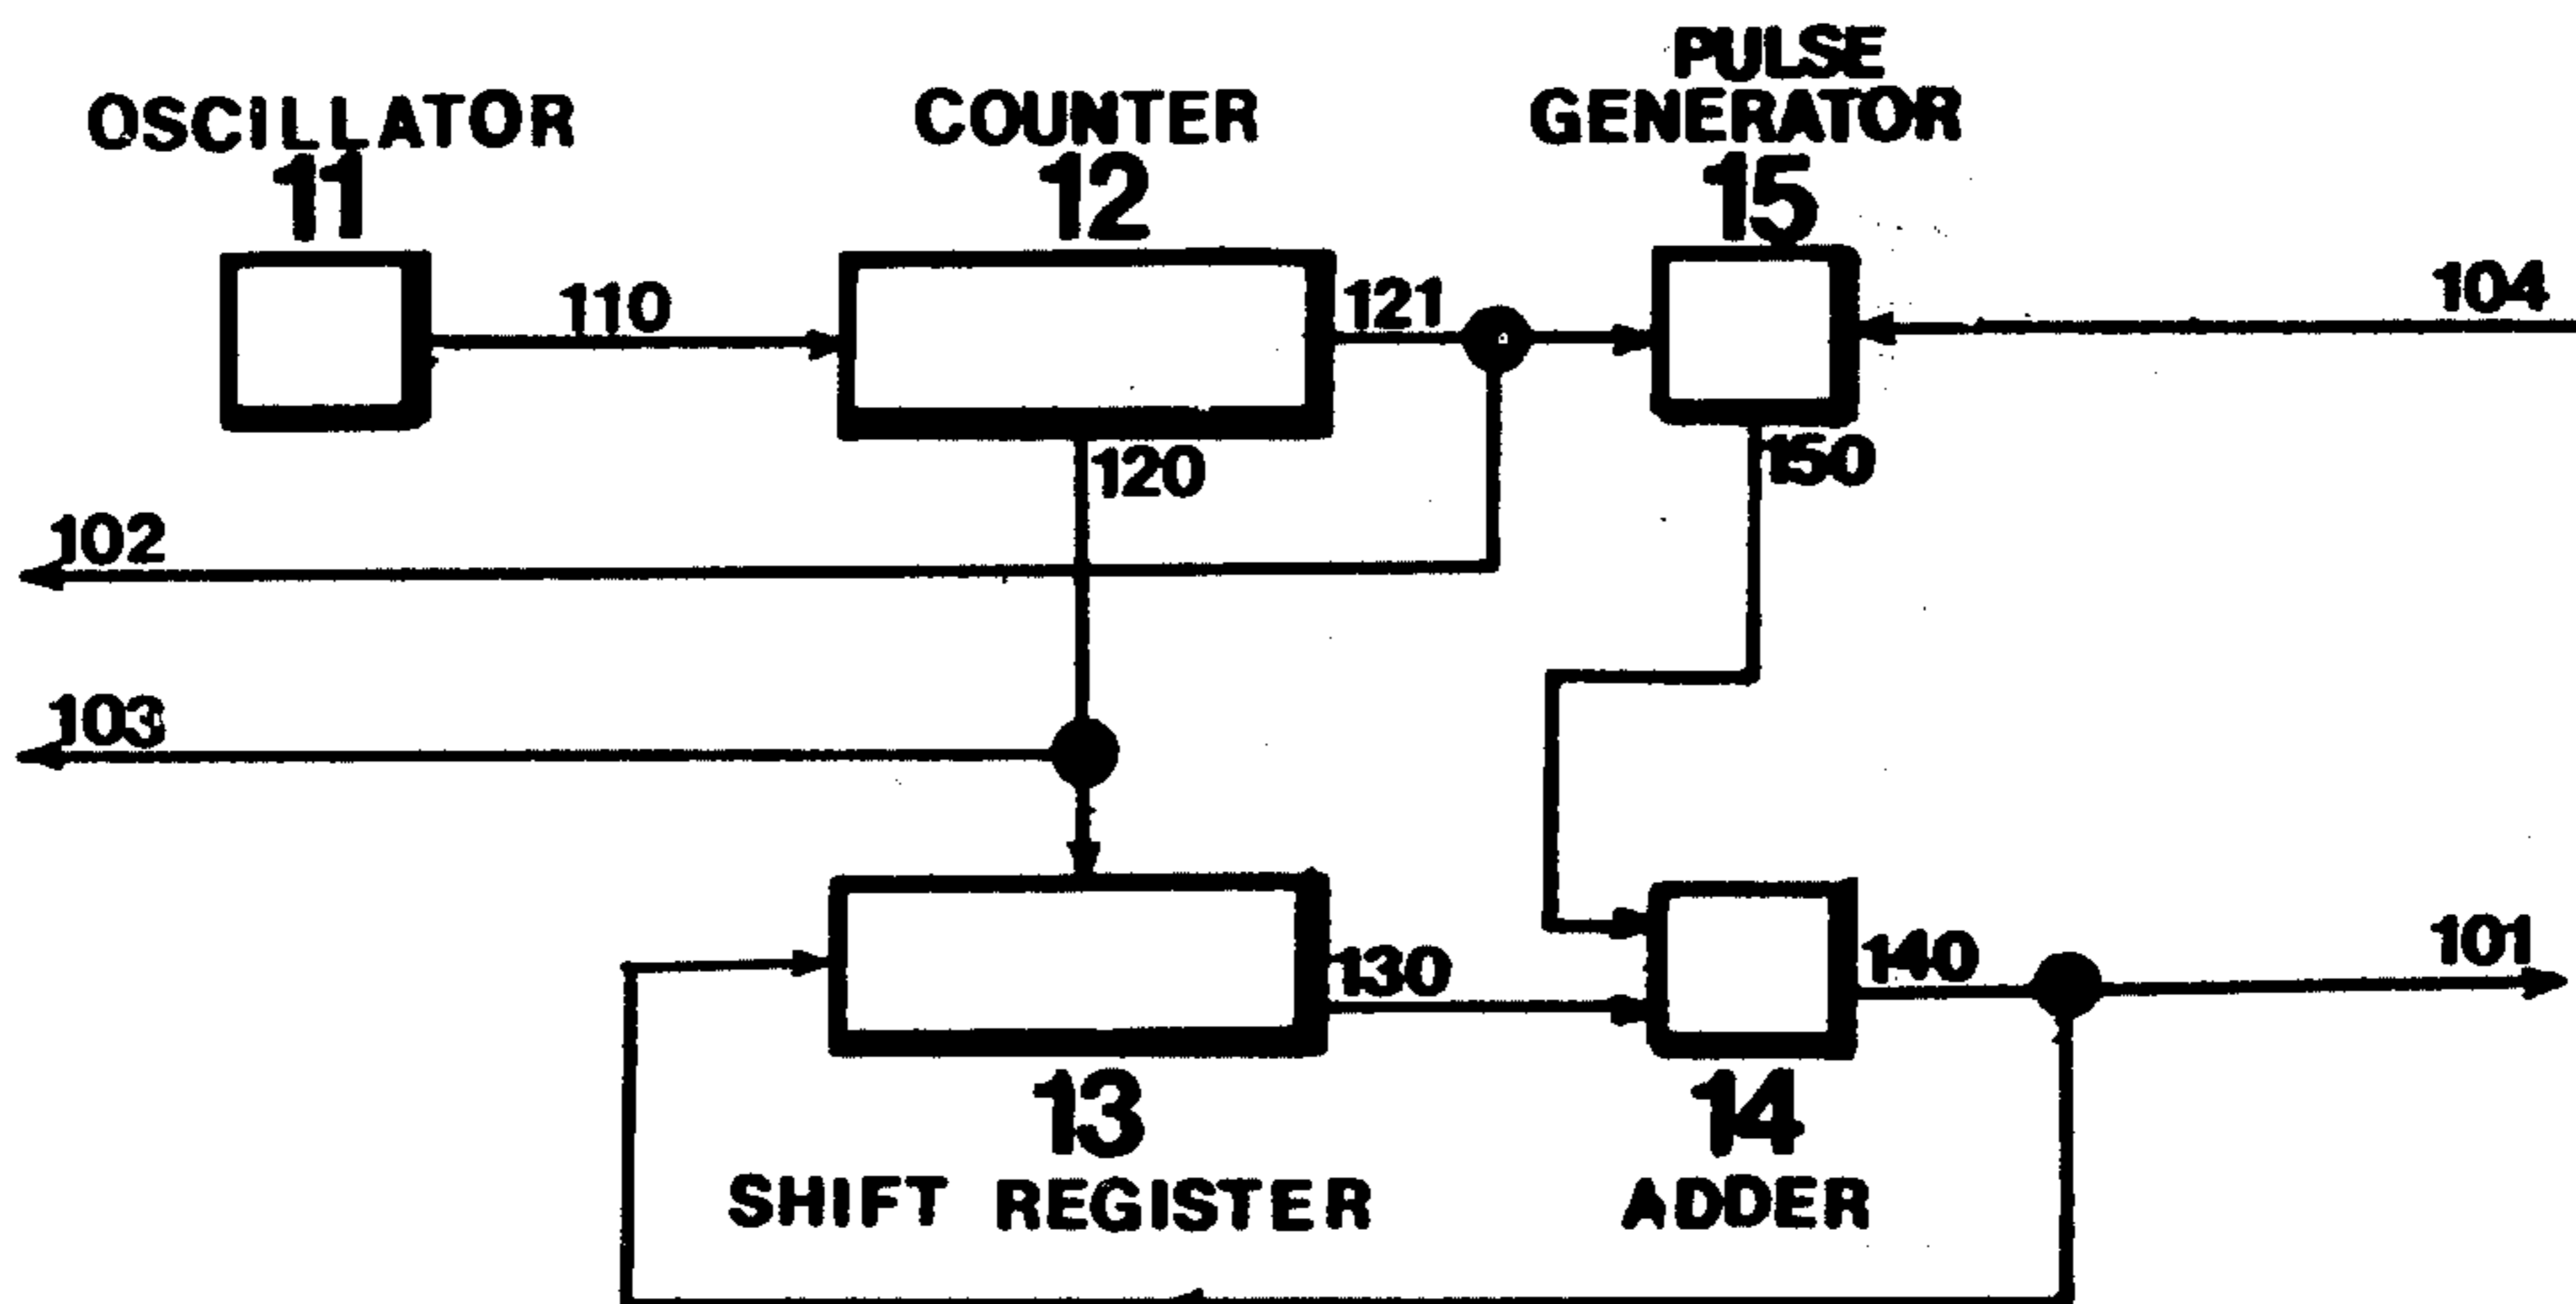 PULSE
OSCILLATOR COUNTER GENERATOR
11 12 15
110 121 104
120 150
102
103
130 140 101
13 14
SHIFT REGISTER ADDER